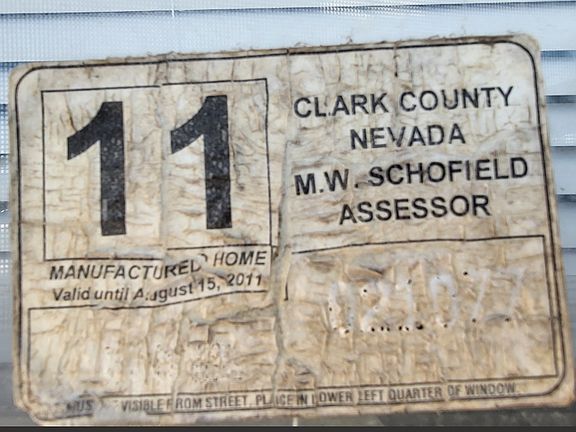 11
MANUFACTURED HOME
Valid until August 15, 2011
CLARK COUNTY
NEVADA
M.W. SCHOFIELD
ASSESSOR
VISIBLE FROM STREET. PLACE IN LOWER LEFT QUARTER OF WINDOW.